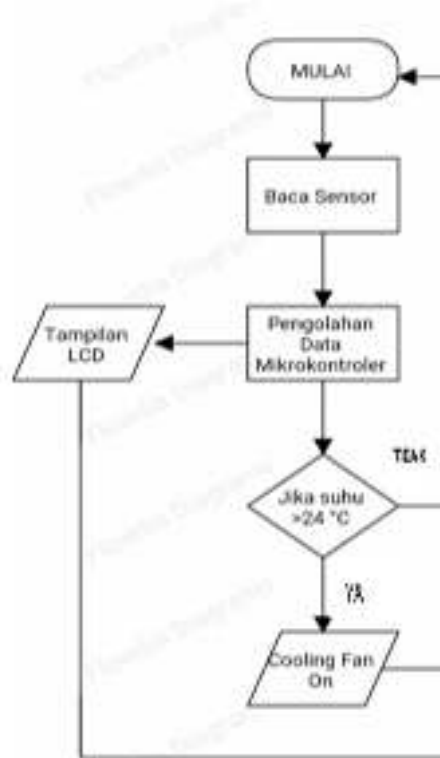 MULAI
Baca Sensor
Pengolahan
Data
Mikrokontroler
Tampilan
LCD
Jika suhu
>24 °C
YA
Cooling Fan
On